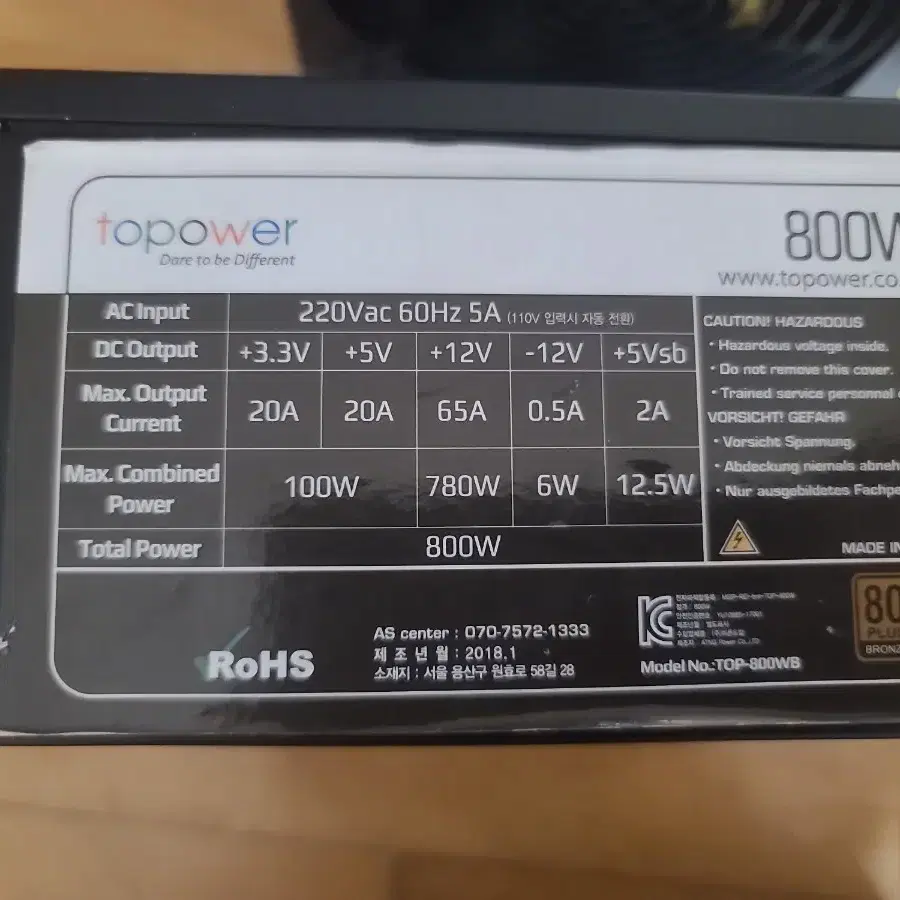 topower
Dare to be Different
800W
www.topower.co
AC Input 220Vac 60Hz 5A (110V 입력시 자동 전환)
DC Output +3.3V +5V +12V -12V +5Vsb
Max. Output Current 20A 20A 65A 0.5A 2A
Max. Combined Power 100W 780W 6W 12.5W
Total Power 800W
CAUTION! HAZARDOUS
• Hazardous voltage inside.
• Do not remove this cover.
• Trained service personnel
VORSICHT! GEFAHR
• Vorsicht Spannung.
• Abdeckung niemals abneh
• Nur ausgebildetes Fachpe
MADE IN
RoHS
AS center : 070-7572-1333
제 조 년 월 : 2018.1
소재지 : 서울 용산구 원효로 58길 28
Model No.:TOP-800WB
80
PLUS
BRONZ